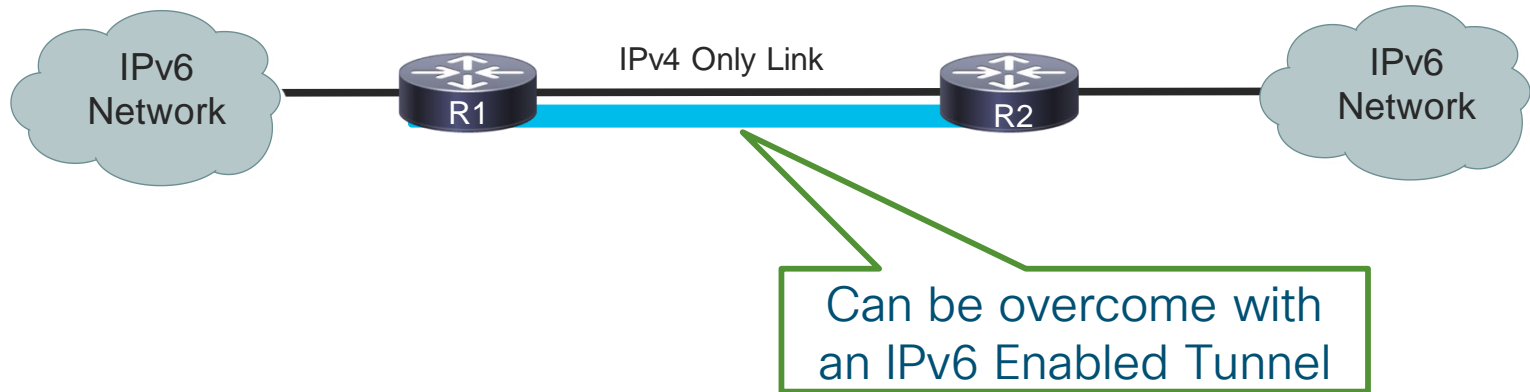 IPv6
Network
R1
IPv4 Only Link
R2
IPv6
Network
Can be overcome with
an IPv6 Enabled Tunnel